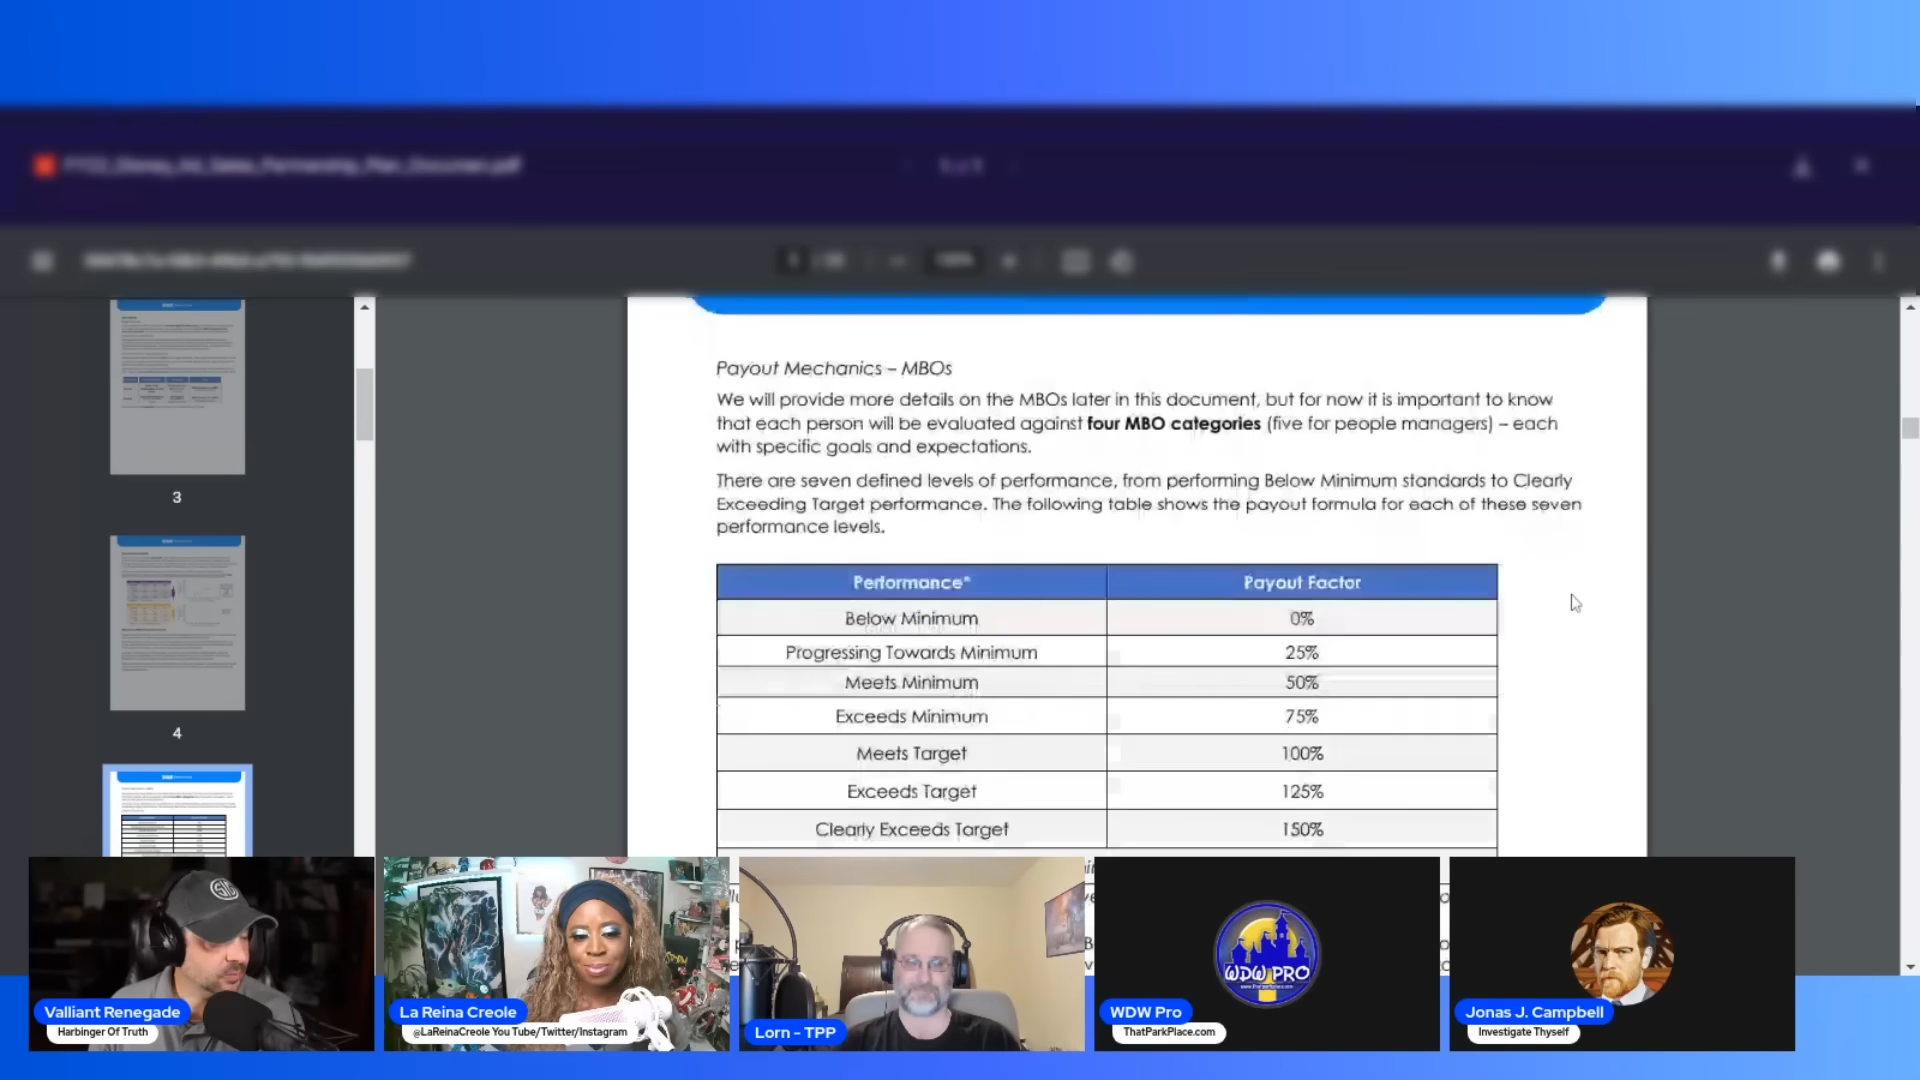 FY22_Disney_Ad_Sales_Partnership_Plan_Documen.pdf
3
4
Payout Mechanics – MBOs
We will provide more details on the MBOs later in this document, but for now it is important to know
that each person will be evaluated against four MBO categories (five for people managers) – each
with specific goals and expectations.
There are seven defined levels of performance, from performing Below Minimum standards to Clearly
Exceeding Target performance. The following table shows the payout formula for each of these seven
performance levels.
Performance* Payout Factor
Below Minimum 0%
Progressing Towards Minimum 25%
Meets Minimum 50%
Exceeds Minimum 75%
Meets Target 100%
Exceeds Target 125%
Clearly Exceeds Target 150%
Valliant Renegade
Harbinger Of Truth
La Reina Creole
@LaReinaCreole You Tube/Twitter/Instagram
Lorn - TPP
WDW PRO
WDW Pro
ThatParkPlace.com
Jonas J. Campbell
Investigate Thyself